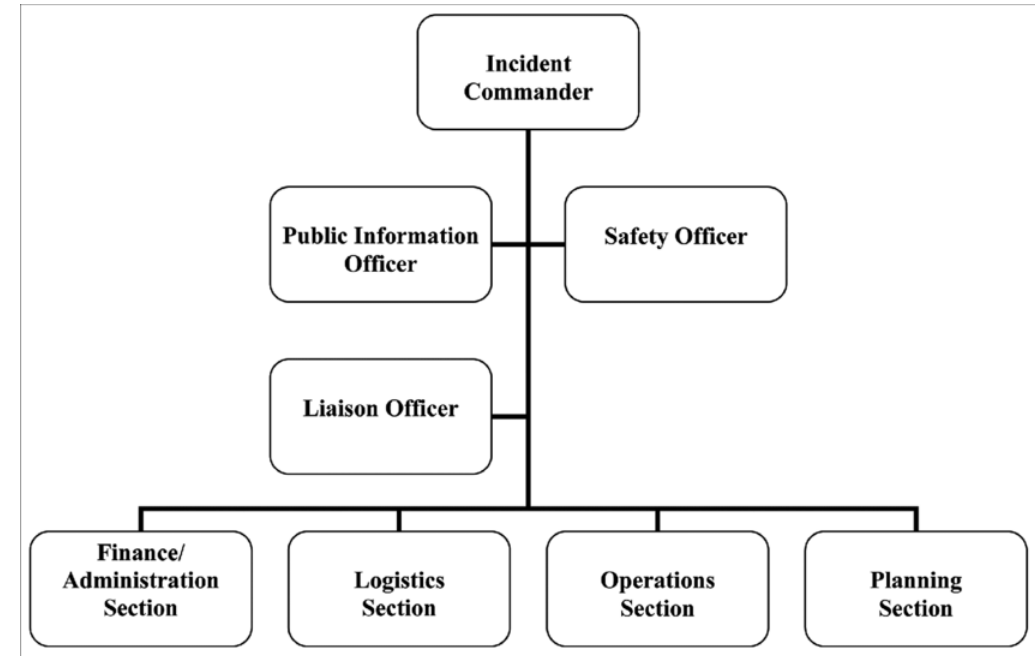 Incident
Commander
Public Information
Officer
Safety Officer
Liaison Officer
Finance/
Administration
Section
Logistics
Section
Operations
Section
Planning
Section